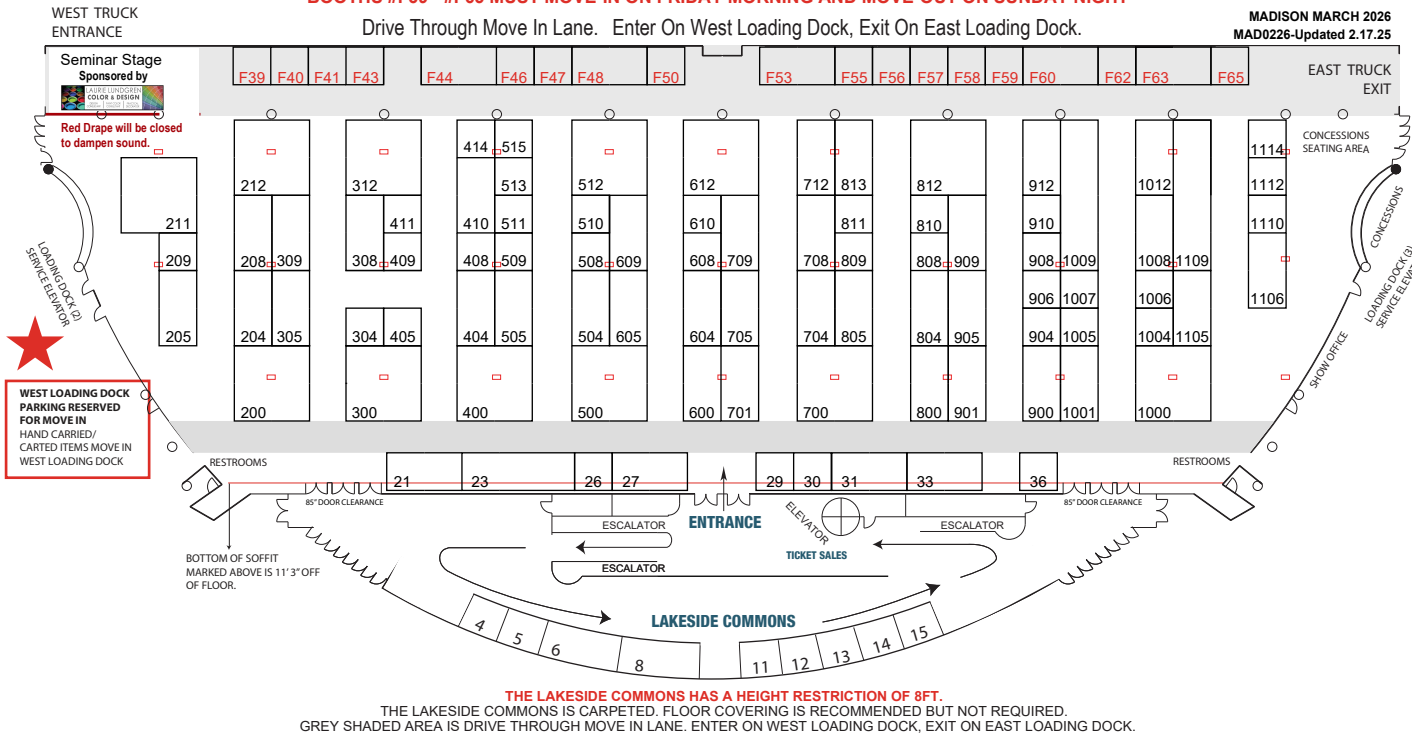 WEST TRUCK
ENTRANCE
Drive Through Move In Lane. Enter On West Loading Dock, Exit On East Loading Dock.
MADISON MARCH 2026
MAD0226-Updated 2.17.25
Seminar Stage
Sponsored by
LAURIE LUNDGREN
COLOR & DESIGN
Red Drape will be closed
to dampen sound.
F39 F40 F41 F43 F44 F46 F47 F48 F50 F53 F55 F56 F57 F58 F59 F60 F62 F63 F65
EAST TRUCK
EXIT
CONCESSIONS
SEATING AREA
414 515 1114
212 312 513 512 612 712 813 812 912 1012 1112
211 411 410 511 510 610 811 810 910 1110
209 208 309 308 409 408 509 508 609 608 709 708 809 808 909 908 1009 1008 1109
906 1007 1006 1106
205 204 305 304 405 404 505 504 605 604 705 704 805 804 905 904 1005 1004 1105
200 300 400 500 600 701 700 800 901 900 1001 1000
LOADING DOCK (2)
SERVICE ELEVATOR
CONCESSIONS
LOADING DOCK (3)
SHOW OFFICE
WEST LOADING DOCK
PARKING RESERVED
FOR MOVE IN
HAND CARRIED/
CARTED ITEMS MOVE IN
WEST LOADING DOCK
RESTROOMS
RESTROOMS
21 23 26 27 29 30 31 33 36
85" DOOR CLEARANCE
85" DOOR CLEARANCE
ESCALATOR
ENTRANCE
ELEVATOR
ESCALATOR
TICKET SALES
ESCALATOR
BOTTOM OF SOFFIT
MARKED ABOVE IS 11' 3" OFF
OF FLOOR.
LAKESIDE COMMONS
4 5 6 8 11 12 13 14 15
THE LAKESIDE COMMONS HAS A HEIGHT RESTRICTION OF 8FT.
THE LAKESIDE COMMONS IS CARPETED. FLOOR COVERING IS RECOMMENDED BUT NOT REQUIRED.
GREY SHADED AREA IS DRIVE THROUGH MOVE IN LANE. ENTER ON WEST LOADING DOCK, EXIT ON EAST LOADING DOCK.